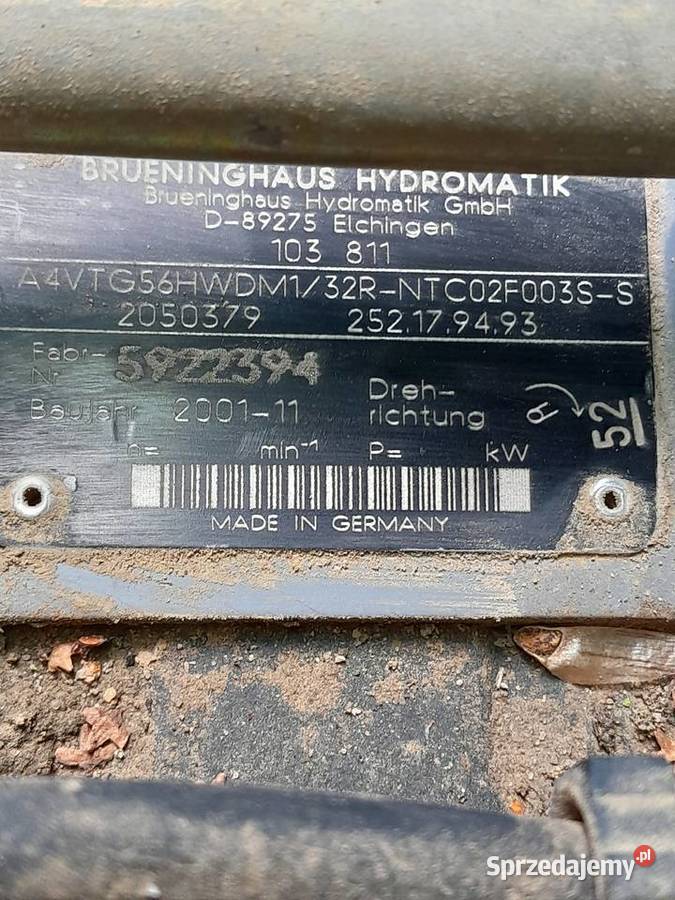 BRUENINGHAUS HYDROMATIK
Brueninghaus Hydromatik GmbH
D-89275 Elchingen
103 811
A4VTG56HWDM1/32R-NTC02F003S-S
2050379 252.17.94.93
Fabr-
Nr 5922394
Baujahr 2001-11
Dreh-
richtung
52
n= min⁻¹ P= kW
MADE IN GERMANY
Sprzedajemy.pl